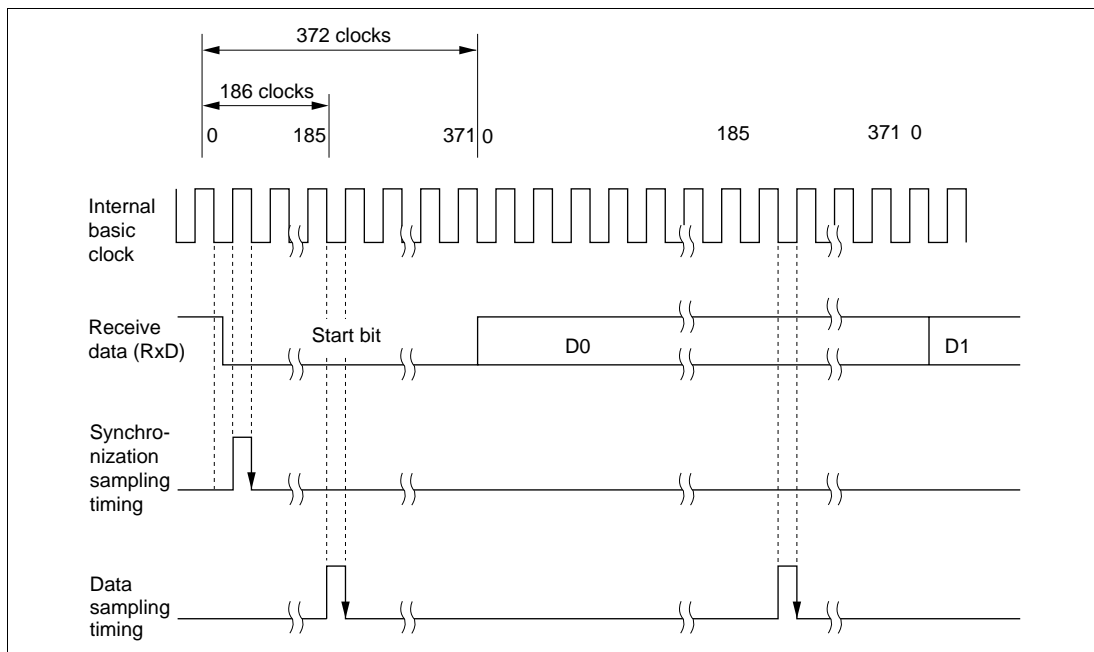 372 clocks
186 clocks
0 185 371 0 185 371 0
Internal
basic
clock
Receive
data (RxD)
Start bit D0 D1
Synchro-
nization
sampling
timing
Data
sampling
timing